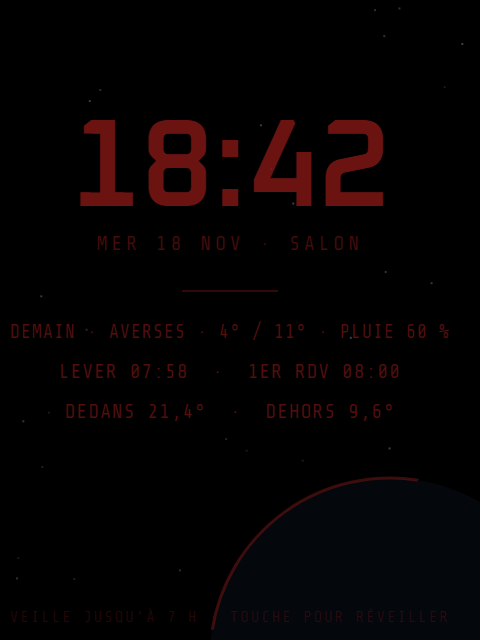 18:42
MER 18 NOV · SALON
DEMAIN · AVERSES · 4° / 11° · PLUIE 60 %
LEVER 07:58 · 1ER RDV 08:00
DEDANS 21,4° · DEHORS 9,6°
VEILLE JUSQU'À 7 H TOUCHE POUR RÉVEILLER